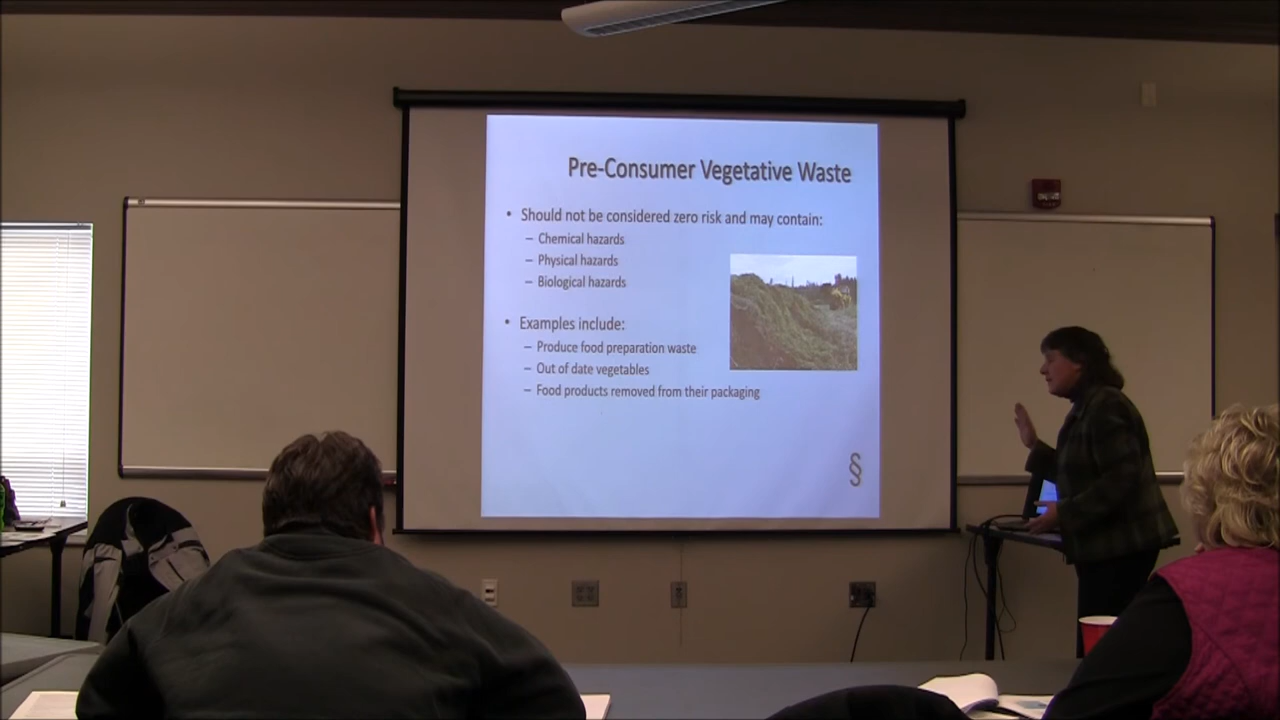 Pre-Consumer Vegetative Waste
• Should not be considered zero risk and may contain:
– Chemical hazards
– Physical hazards
– Biological hazards
• Examples include:
– Produce food preparation waste
– Out of date vegetables
– Food products removed from their packaging
§